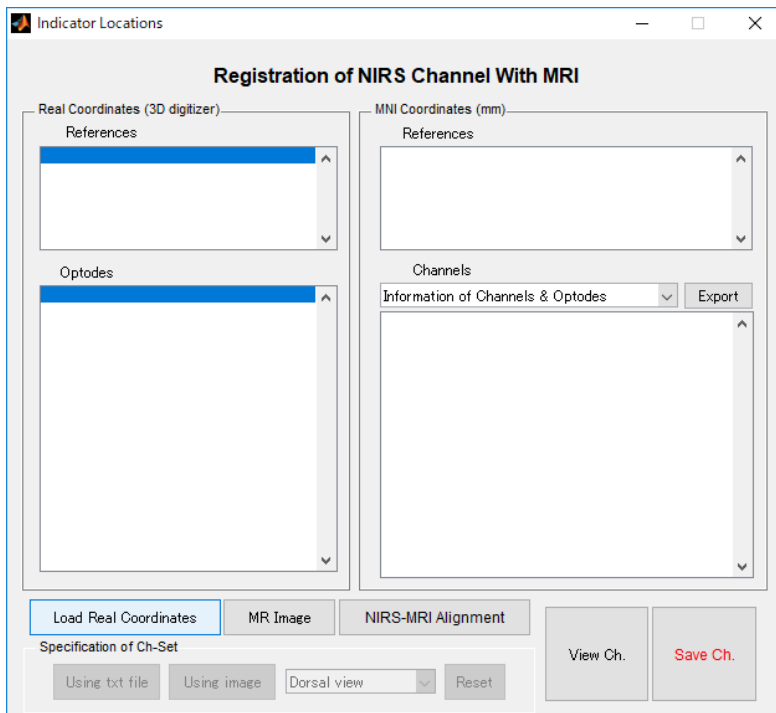 Indicator Locations
Registration of NIRS Channel With MRI
Real Coordinates (3D digitizer)
References
Optodes
MNI Coordinates (mm)
References
Channels
Information of Channels & Optodes
Export
Load Real Coordinates
MR Image
NIRS-MRI Alignment
Specification of Ch-Set
Using txt file
Using image
Dorsal view
Reset
View Ch.
Save Ch.